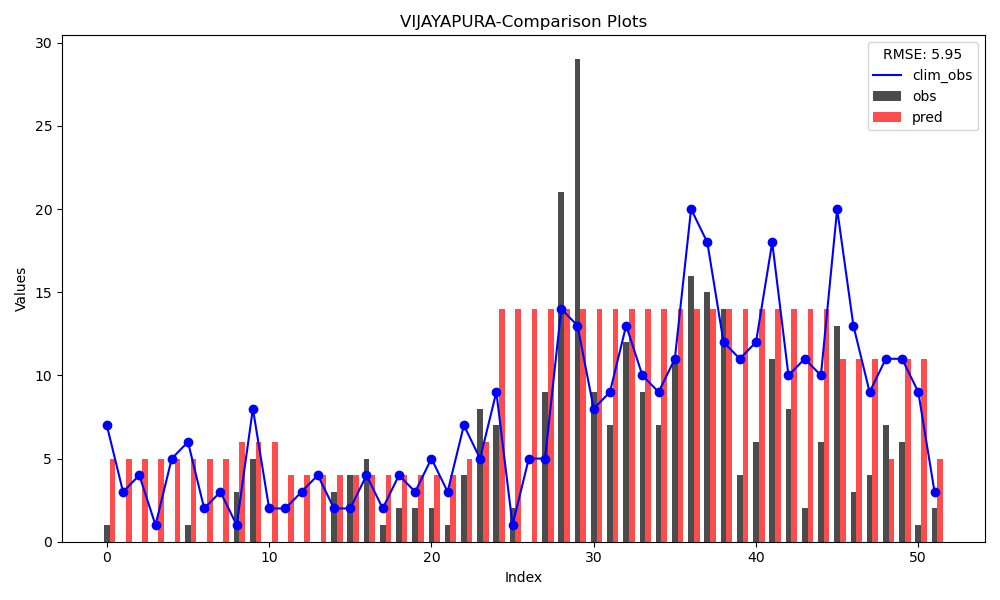 VIJAYAPURA-Comparison Plots
RMSE: 5.95
clim_obs
obs
pred
Values
30
25
20
15
10
5
0
0 10 20 30 40 50
Index